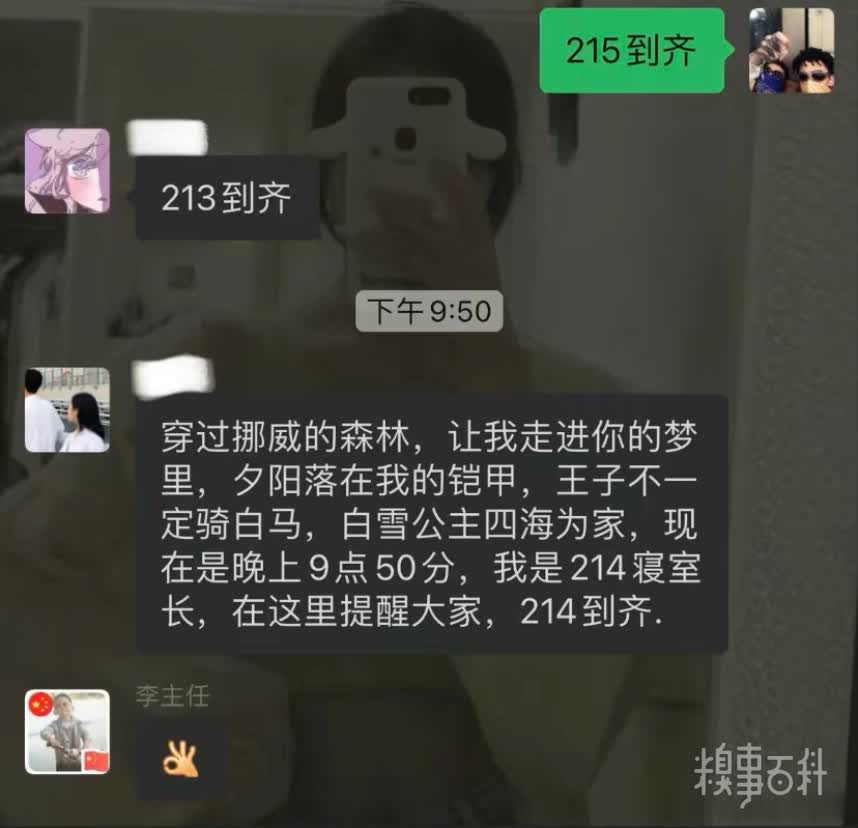 215到齐
213到齐
下午9:50
穿过挪威的森林，让我走进你的梦
里，夕阳落在我的铠甲，王子不一
定骑白马，白雪公主四海为家，现
在是晚上9点50分，我是214寝室
长，在这里提醒大家，214到齐.
李主任
糗事百科